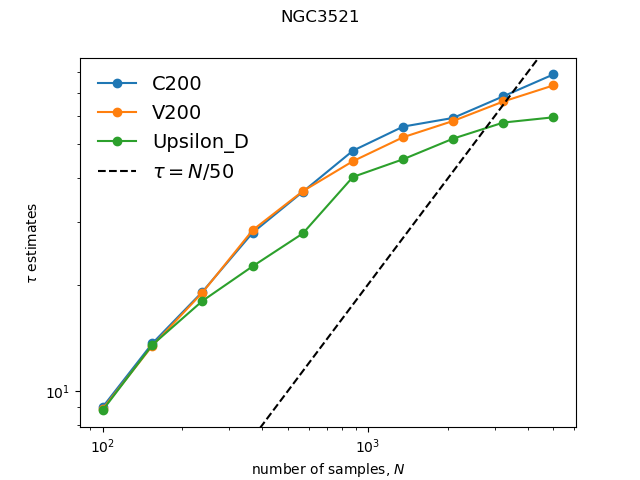 NGC3521
C200
V200
Upsilon_D
τ = N/50
τ estimates
10¹
10² 10³
number of samples, N